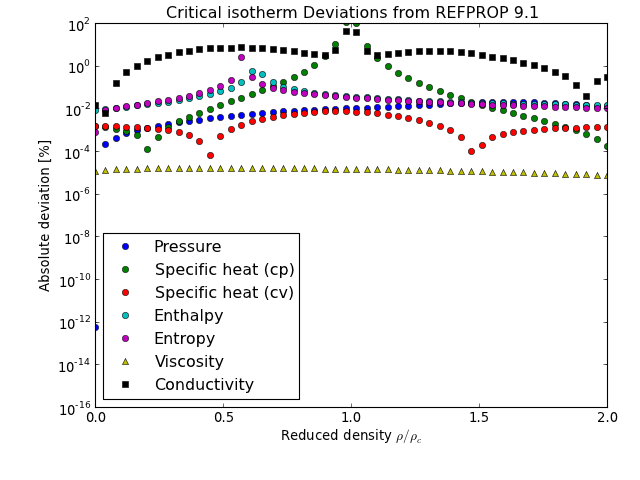 Critical isotherm Deviations from REFPROP 9.1
Absolute deviation [%]
10^2
10^0
10^-2
10^-4
10^-6
10^-8
10^-10
10^-12
10^-14
10^-16
Pressure
Specific heat (cp)
Specific heat (cv)
Enthalpy
Entropy
Viscosity
Conductivity
0.0 0.5 1.0 1.5 2.0
Reduced density ρ/ρ_c